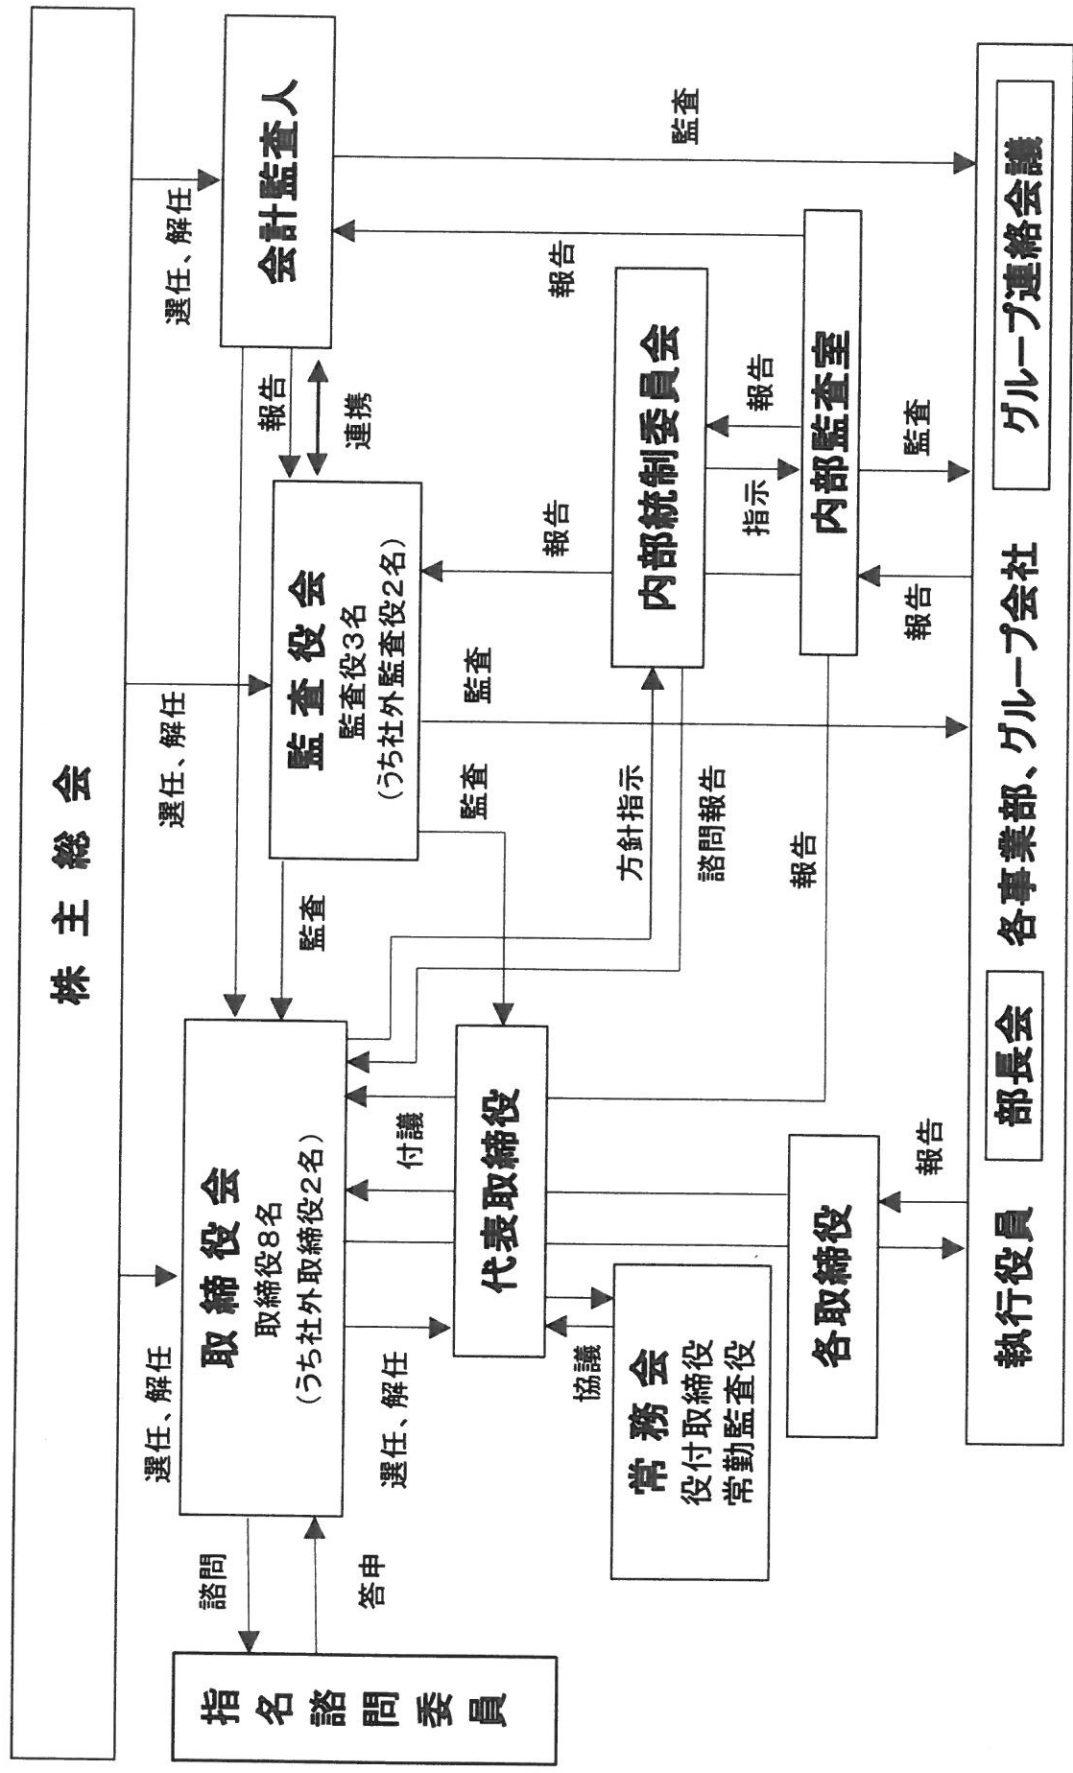 株主総会
選任、解任
選任、解任
選任、解任
指名諮問委員
諮問
答申
取締役会
取締役8名
(うち社外取締役2名)
監査
監査役会
監査役3名
(うち社外監査役2名)
報告
連携
会計監査人
選任、解任
付議
監査
監査
報告
報告
監査
代表取締役
協議
方針指示
諮問報告
内部統制委員会
常務会
役付取締役
常勤監査役
指示
報告
各取締役
報告
内部監査室
報告
報告
監査
執行役員
部長会
各事業部、グループ会社
グループ連絡会議